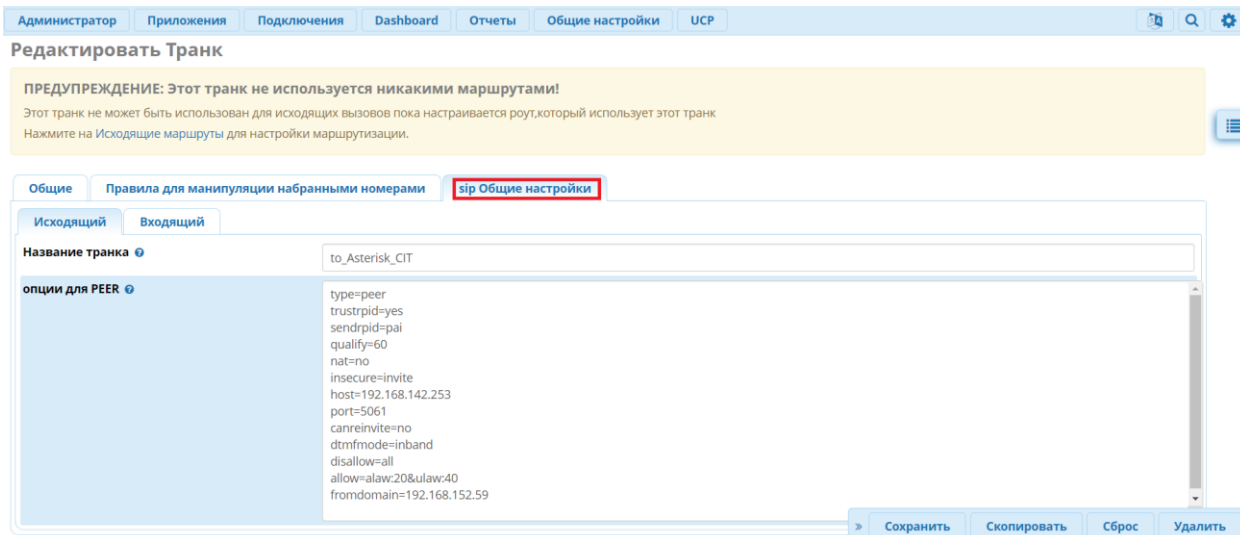 Администратор Приложения Подключения Dashboard Отчеты Общие настройки UCP
Редактировать Транк
ПРЕДУПРЕЖДЕНИЕ: Этот транк не используется никакими маршрутами!
Этот транк не может быть использован для исходящих вызовов пока настраивается роут,который использует этот транк
Нажмите на Исходящие маршруты для настройки маршрутизации.
Общие Правила для манипуляции набранными номерами sip Общие настройки
Исходящий Входящий
Название транка to_Asterisk_CIT
опции для PEER type=peer
trustrpid=yes
sendrpid=pai
qualify=60
nat=no
insecure=invite
host=192.168.142.253
port=5061
canreinvite=no
dtmfmode=inband
disallow=all
allow=alaw:20&ulaw:40
fromdomain=192.168.152.59
» Сохранить Скопировать Сброс Удалить